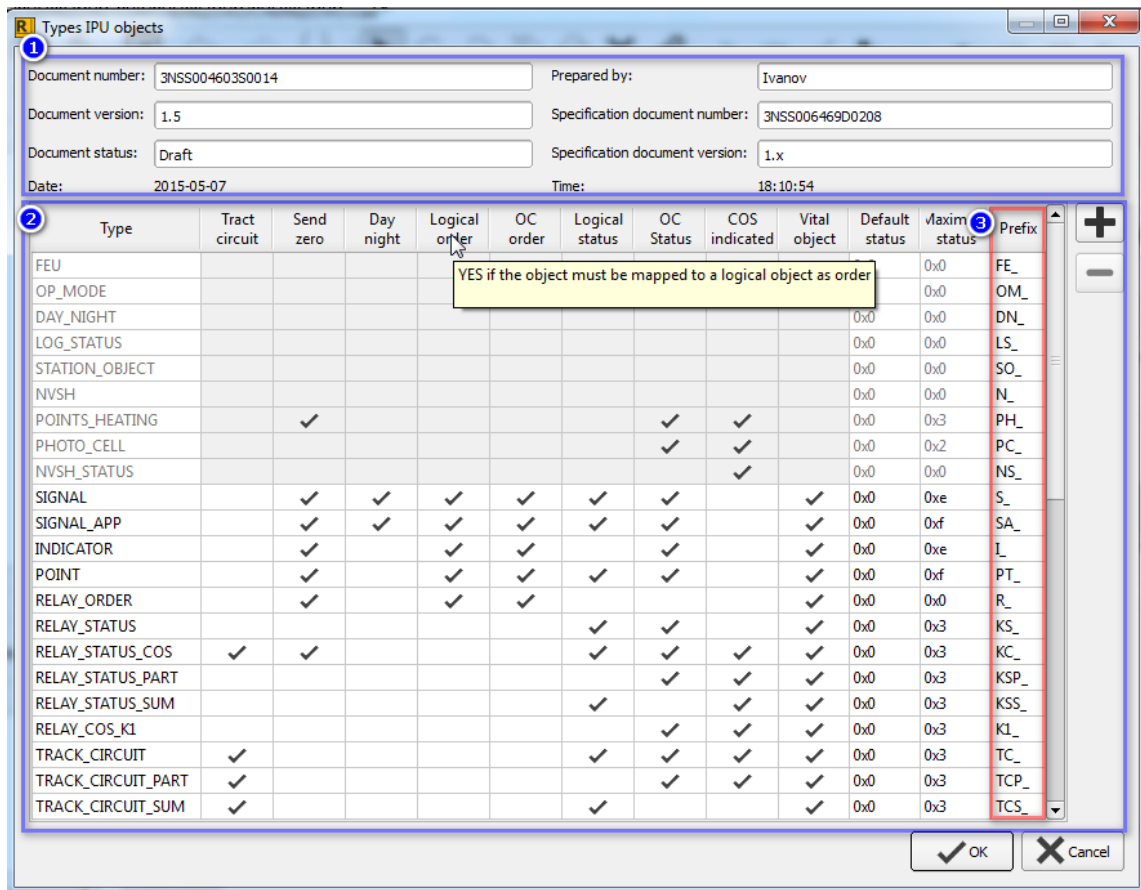 Types IPU objects
1
Document number: 3NSS004603S0014 Prepared by: Ivanov
Document version: 1.5 Specification document number: 3NSS006469D0208
Document status: Draft Specification document version: 1.x
Date: 2015-05-07 Time: 18:10:54
2 3
Type Tract circuit Send zero Day night Logical order OC order Logical status OC Status COS indicated Vital object Default status status Prefix
FEU 0x0 FE_
YES if the object must be mapped to a logical object as order
OP_MODE 0x0 OM_
DAY_NIGHT 0x0 0x0 DN_
LOG_STATUS 0x0 0x0 LS_
STATION_OBJECT 0x0 0x0 SO_
NVSH 0x0 0x0 N_
POINTS_HEATING 0x0 0x3 PH_
PHOTO_CELL 0x0 0x2 PC_
NVSH_STATUS 0x0 0x0 NS_
SIGNAL 0x0 0xe S_
SIGNAL_APP 0x0 0xf SA_
INDICATOR 0x0 0xe I_
POINT 0x0 0xf PT_
RELAY_ORDER 0x0 0x0 R_
RELAY_STATUS 0x0 0x3 KS_
RELAY_STATUS_COS 0x0 0x3 KC_
RELAY_STATUS_PART 0x0 0x3 KSP_
RELAY_STATUS_SUM 0x0 0x3 KSS_
RELAY_COS_K1 0x0 0x3 K1_
TRACK_CIRCUIT 0x0 0x3 TC_
TRACK_CIRCUIT_PART 0x0 0x3 TCP_
TRACK_CIRCUIT_SUM 0x0 0x3 TCS_
OK Cancel